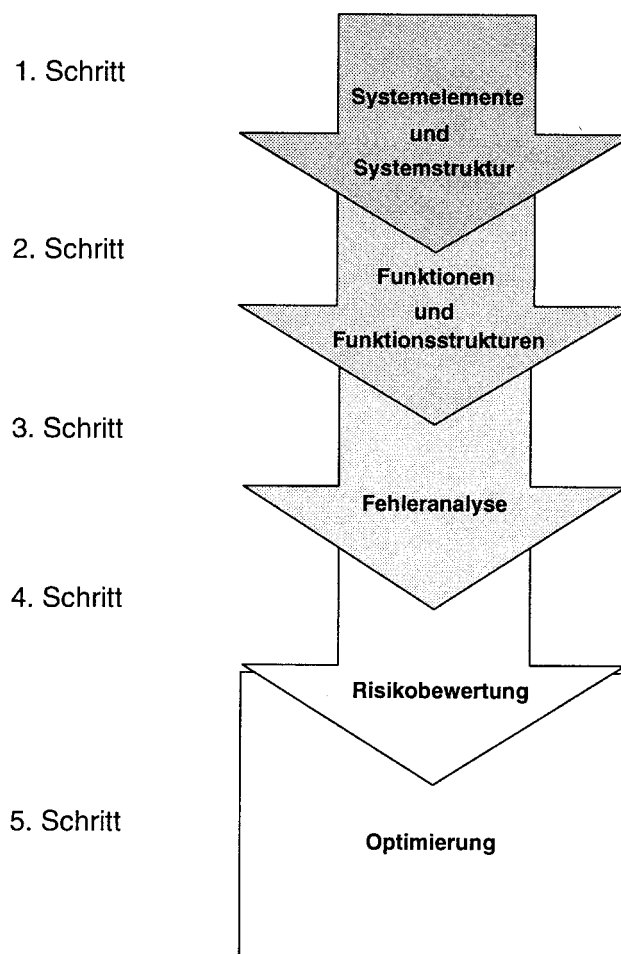 1. Schritt
Systemelemente
und
Systemstruktur
2. Schritt
Funktionen
und
Funktionsstrukturen
3. Schritt
Fehleranalyse
4. Schritt
Risikobewertung
5. Schritt
Optimierung